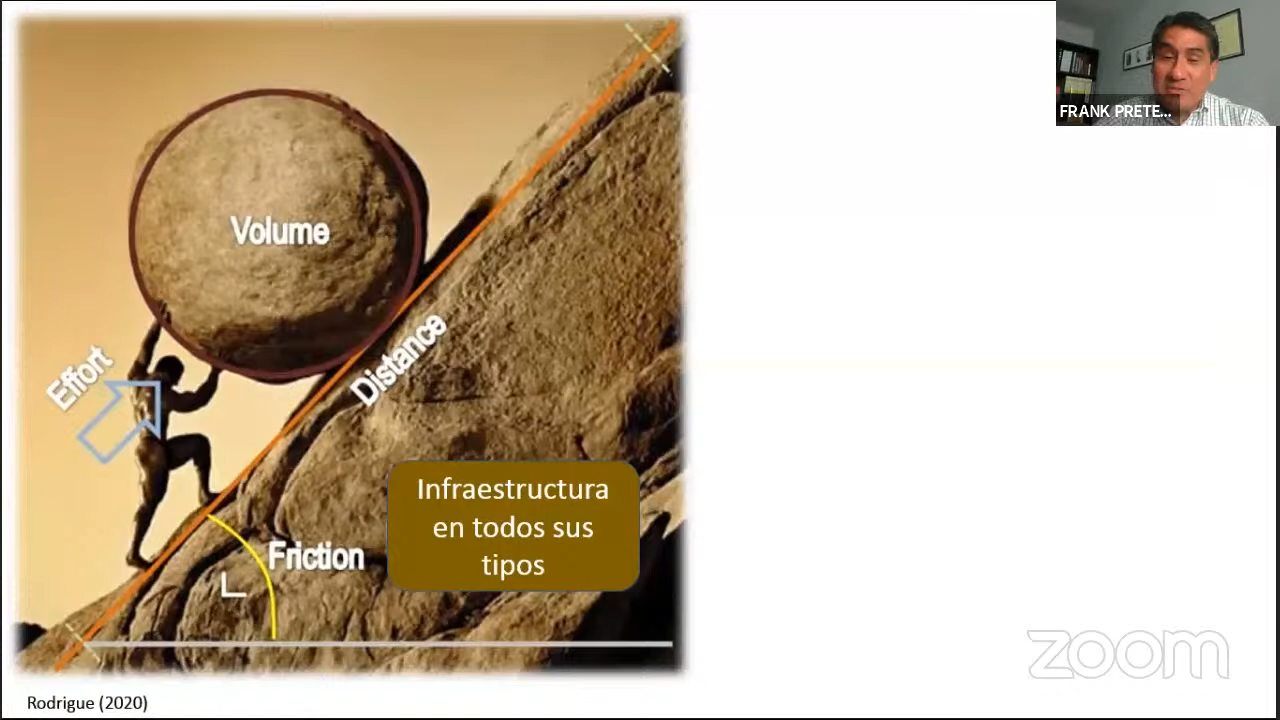 FRANK PRETE...
Volume
Effort
Distance
Friction
Infraestructura
en todos sus
tipos
Rodrigue (2020)
zoom